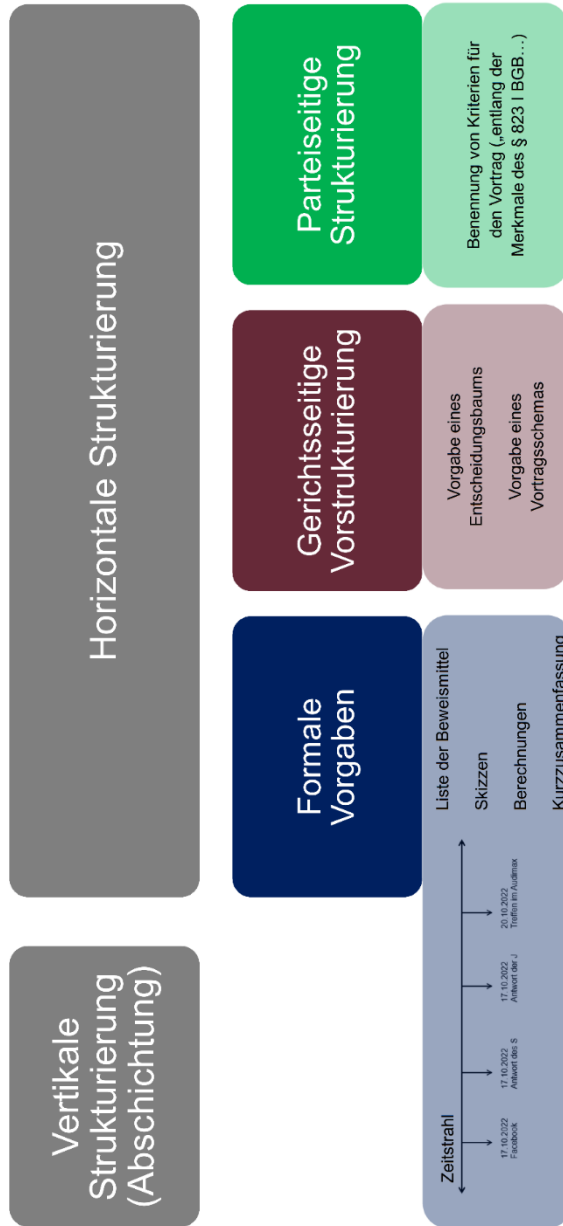 Vertikale
Strukturierung
(Abschichtung)
Horizontale Strukturierung
Formale
Vorgaben
Gerichtsseitige
Vorstrukturierung
Parteiseitige
Strukturierung
Zeitstrahl
17.10.2022
Facebook
17.10.2022
Antwort des S
17.10.2022
Antwort der J
20.10.2022
Treffen im Audimax
Liste der Beweismittel
Skizzen
Berechnungen
Kurzzusammenfassung
Vorgabe eines
Entscheidungsbaums
Vorgabe eines
Vortragsschemas
Benennung von Kriterien für
den Vortrag („entlang der
Merkmale des § 823 I BGB…)